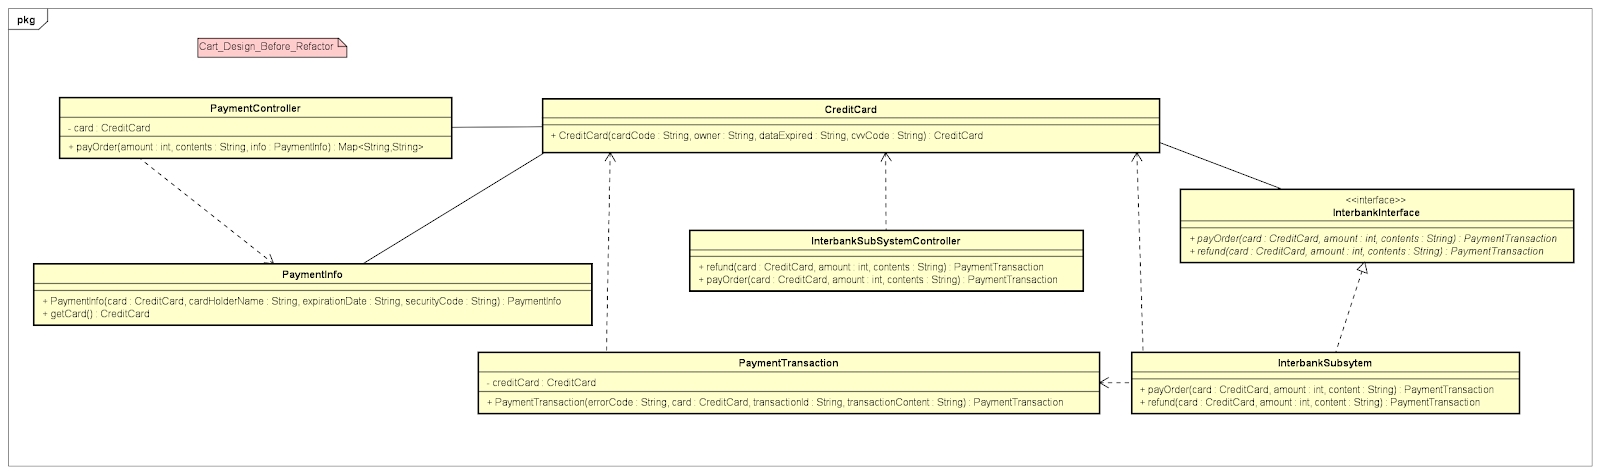 pkg
Cart_Design_Before_Refactor
PaymentController
- card : CreditCard
+ payOrder(amount : int, contents : String, info : PaymentInfo) : Map<String,String>
CreditCard
+ CreditCard(cardCode : String, owner : String, dataExpired : String, cvvCode : String) : CreditCard
<<interface>>
InterbankInterface
+ payOrder(card : CreditCard, amount : int, contents : String) : PaymentTransaction
+ refund(card : CreditCard, amount : int, contents : String) : PaymentTransaction
InterbankSubSystemController
+ refund(card : CreditCard, amount : int, contents : String) : PaymentTransaction
+ payOrder(card : CreditCard, amount : int, contents : String) : PaymentTransaction
PaymentInfo
+ PaymentInfo(card : CreditCard, cardHolderName : String, expirationDate : String, securityCode : String) : PaymentInfo
+ getCard() : CreditCard
PaymentTransaction
- creditCard : CreditCard
+ PaymentTransaction(errorCode : String, card : CreditCard, transactionId : String, transactionContent : String) : PaymentTransaction
InterbankSubsytem
+ payOrder(card : CreditCard, amount : int, content : String) : PaymentTransaction
+ refund(card : CreditCard, amount : int, content : String) : PaymentTransaction